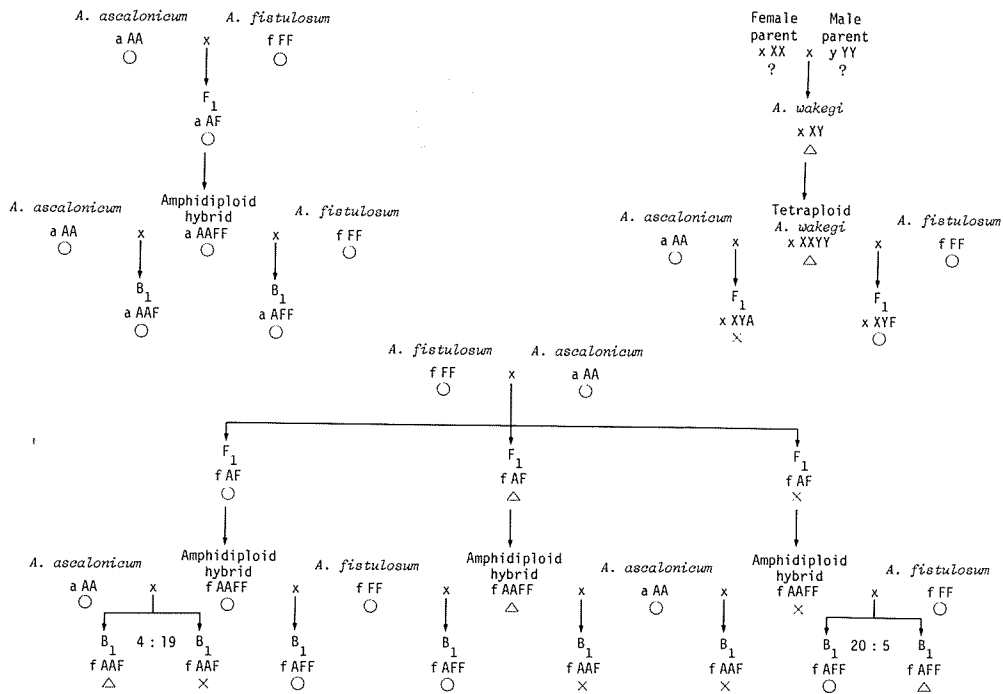 A. ascalonicum A. fistulosum
a AA x f FF
F1
a AF
A. ascalonicum Amphidiploid hybrid A. fistulosum
a AA x a AAFF x f FF
B1 B1
a AAF a AFF
Female parent Male parent
x XX x y YY
? ?
A. wakegi
x XY
A. ascalonicum Tetraploid A. wakegi A. fistulosum
a AA x x XXYY x f FF
F1 F1
x XYA x XYF
A. fistulosum A. ascalonicum
f FF x a AA
F1 F1 F1
f AF f AF f AF
A. ascalonicum Amphidiploid hybrid A. fistulosum Amphidiploid hybrid A. ascalonicum Amphidiploid hybrid A. fistulosum
a AA x f AAFF x f FF x f AAFF x a AA x f AAFF x f FF
B1 4 : 19 B1 B1 B1 B1 B1 B1 20 : 5 B1
f AAF f AAF f AFF f AFF f AAF f AAF f AFF f AFF